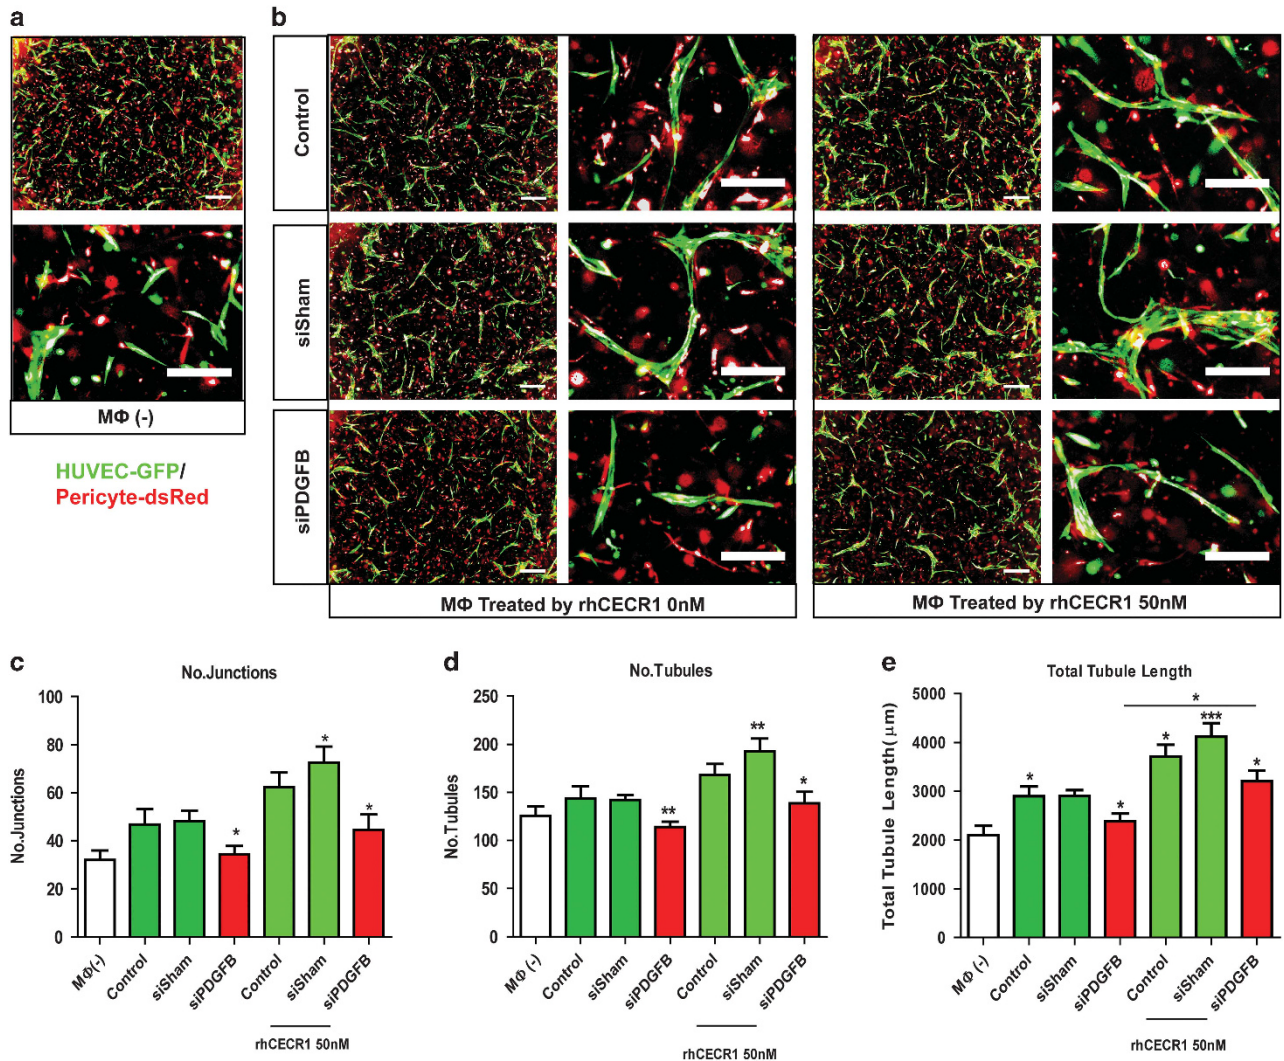 a
b
Control
siSham
siPDGFB
MΦ (-)
HUVEC-GFP/
Pericyte-dsRed
MΦ Treated by rhCECR1 0nM
MΦ Treated by rhCECR1 50nM
c
No.Junctions
No.Junctions
100
80
60
40
20
0
*
*
*
MΦ(-)
Control
siSham
siPDGFB
Control
siSham
siPDGFB
rhCECR1 50nM
d
No.Tubules
No.Tubules
250
200
150
100
50
0
**
**
*
MΦ (-)
Control
siSham
siPDGFB
Control
siSham
siPDGFB
rhCECR1 50nM
e
Total Tubule Length
Total Tubule Length(μm)
5000
4000
3000
2000
1000
0
*
*
*
***
*
*
MΦ (-)
Control
siSham
siPDGFB
Control
siSham
siPDGFB
rhCECR1 50nM